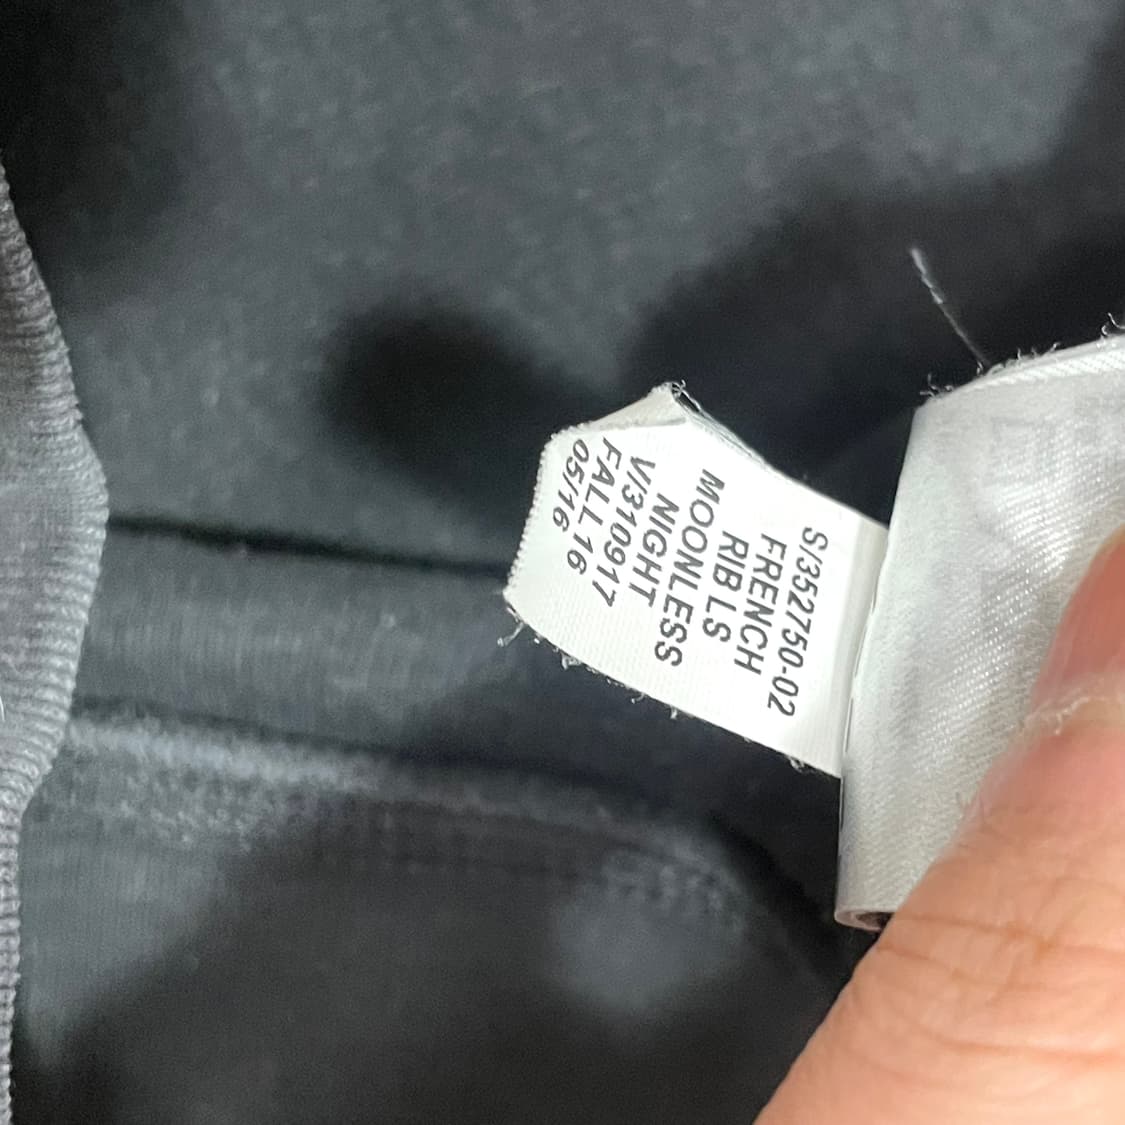 S/352750-02
FRENCH
RIB LS
MOONLESS
NIGHT
V/310917
FALL 16
05/16